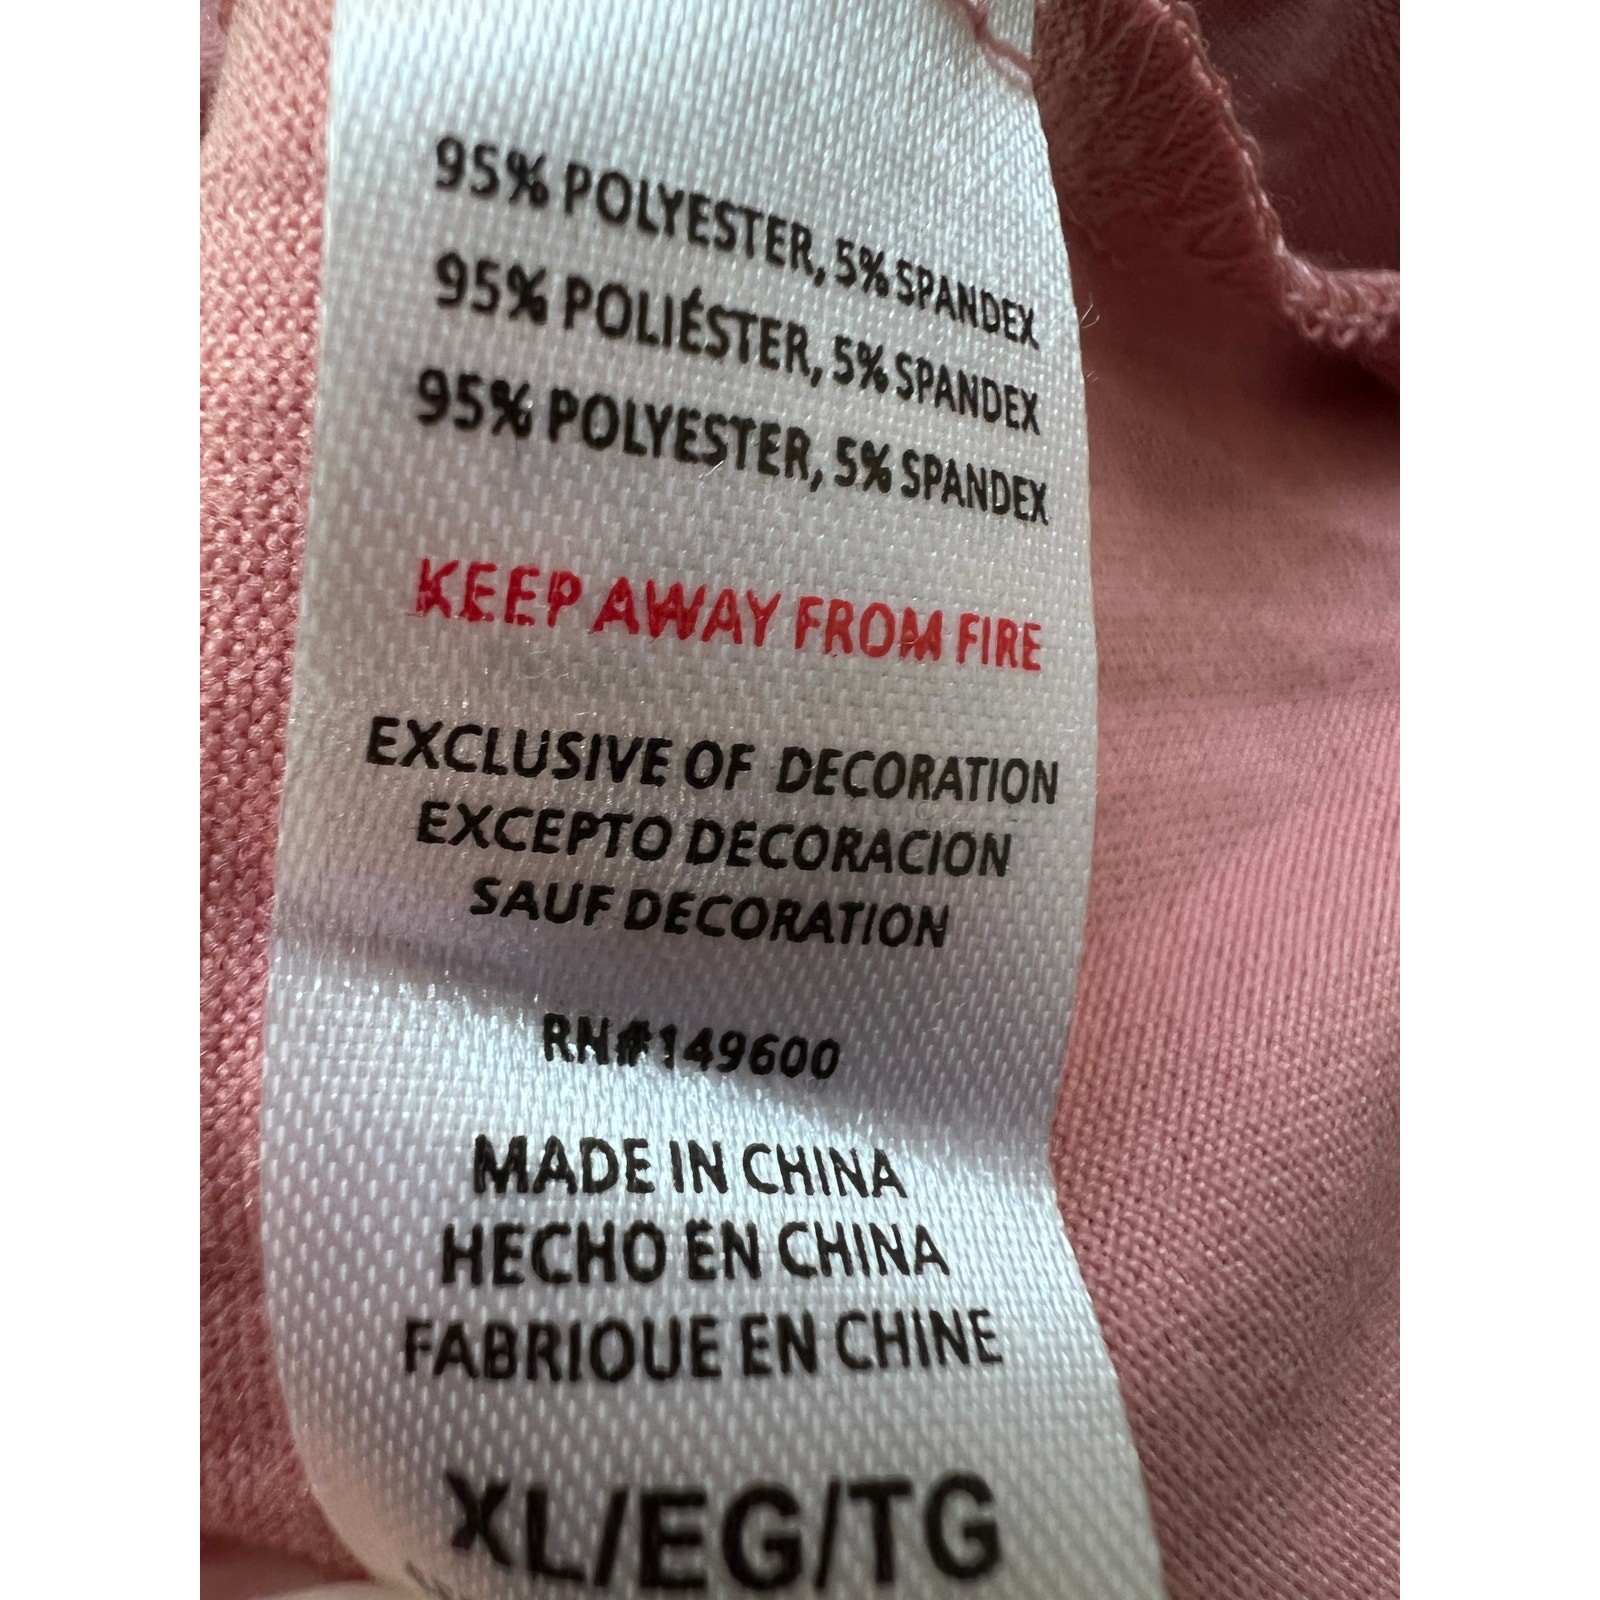 95% POLYESTER, 5% SPANDEX
95% POLIÉSTER, 5% SPANDEX
95% POLYESTER, 5% SPANDEX
KEEP AWAY FROM FIRE
EXCLUSIVE OF DECORATION
EXCEPTO DECORACION
SAUF DECORATION
RN#149600
MADE IN CHINA
HECHO EN CHINA
FABRIQUE EN CHINE
XL/EG/TG